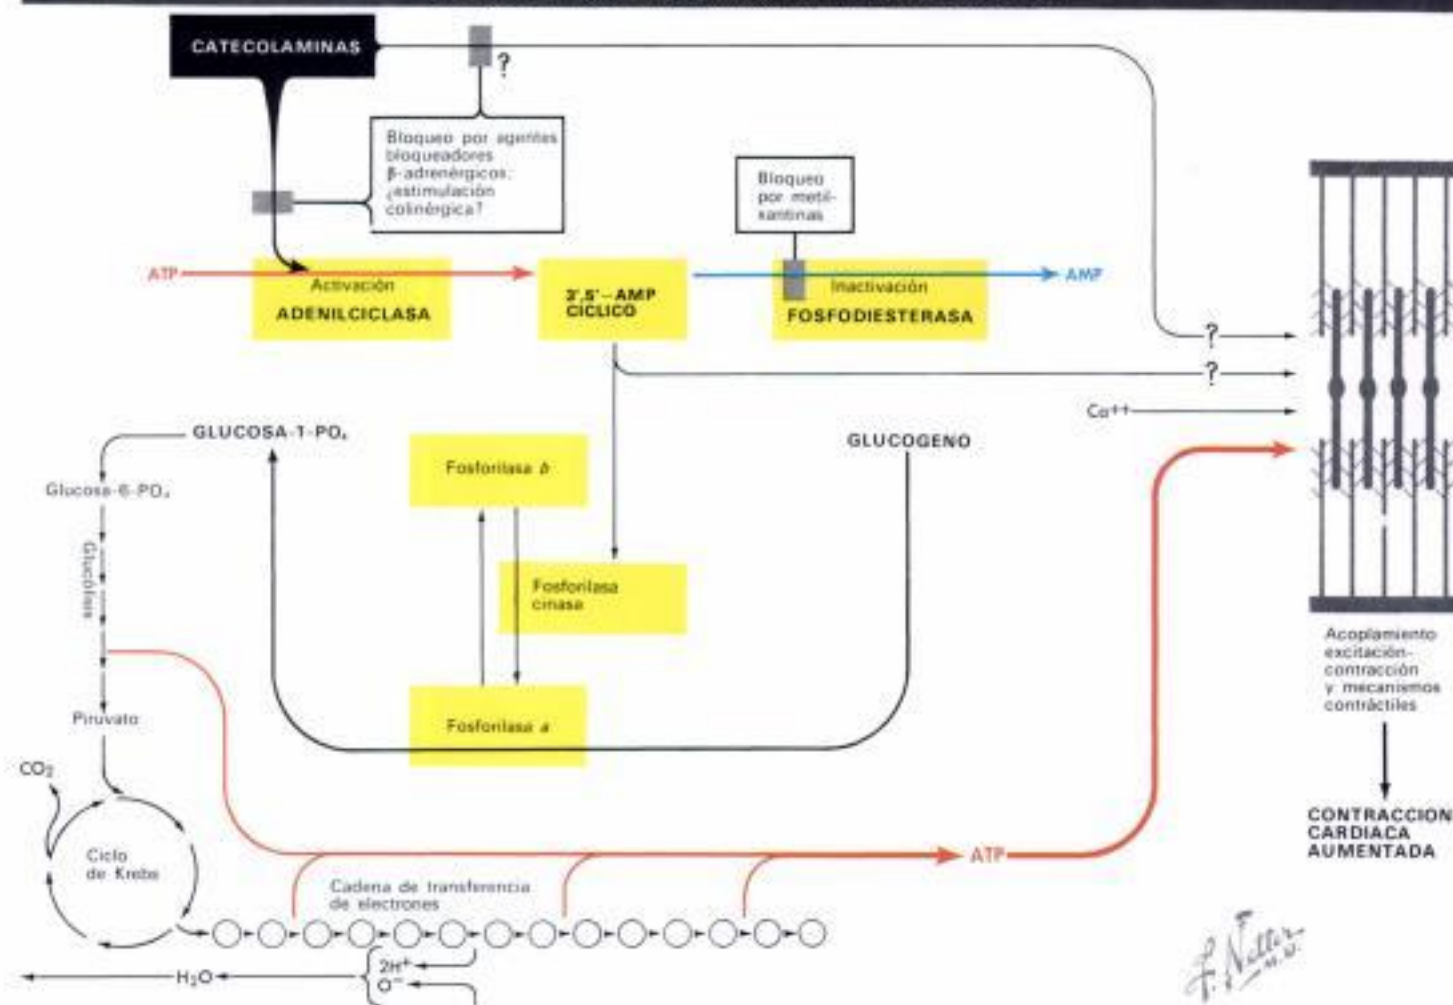 CATECOLAMINAS
?
Bloqueo por agentes
bloqueadores
β-adrenérgicos;
¿estimulación
colinérgica?
Bloqueo
por metil-
xantinas
ATP
Activación
ADENILCICLASA
3',5'-AMP
CICLICO
Inactivación
FOSFODIESTERASA
AMP
?
?
Ca++
GLUCOSA-1-PO₄
GLUCOGENO
Fosforilasa b
Glucosa-6-PO₄
Glucólisis
Fosforilasa
cinasa
Piruvato
Fosforilasa a
Acoplamiento
excitación-
contracción
y mecanismos
contráctiles
CO₂
Ciclo
de Krebs
ATP
CONTRACCION
CARDIACA
AUMENTADA
Cadena de transferencia
de electrones
2H⁺
O⁻
H₂O
F. Netter
M.D.